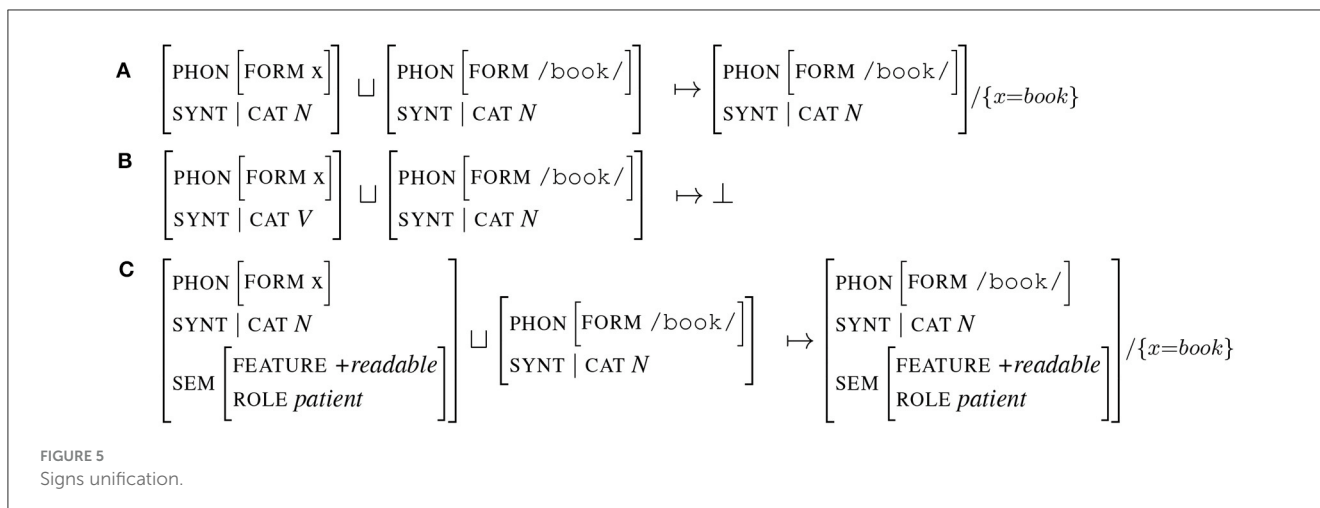 A [PHON [FORM x] SYNT | CAT N] ⊔ [PHON [FORM /book/] SYNT | CAT N] ↦ [PHON [FORM /book/] SYNT | CAT N] /{x=book}
B [PHON [FORM x] SYNT | CAT V] ⊔ [PHON [FORM /book/] SYNT | CAT N] ↦ ⊥
C [PHON [FORM x] SYNT | CAT N SEM [FEATURE +readable ROLE patient]] ⊔ [PHON [FORM /book/] SYNT | CAT N] ↦ [PHON [FORM /book/] SYNT | CAT N SEM [FEATURE +readable ROLE patient]] /{x=book}
FIGURE 5
Signs unification.